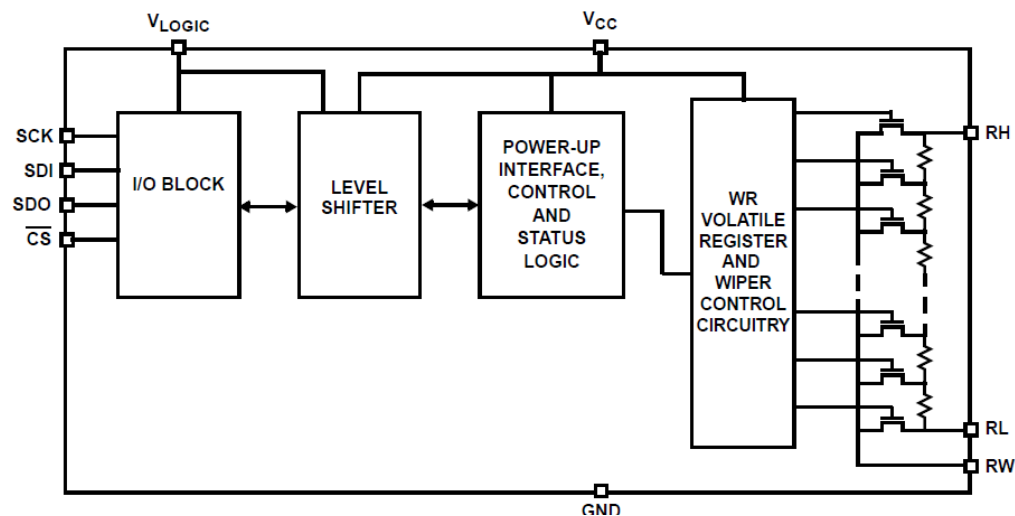 VLOGIC
VCC
SCK
SDI
SDO
CS
I/O BLOCK
LEVEL
SHIFTER
POWER-UP
INTERFACE,
CONTROL
AND
STATUS
LOGIC
WR
VOLATILE
REGISTER
AND
WIPER
CONTROL
CIRCUITRY
RH
RL
RW
GND